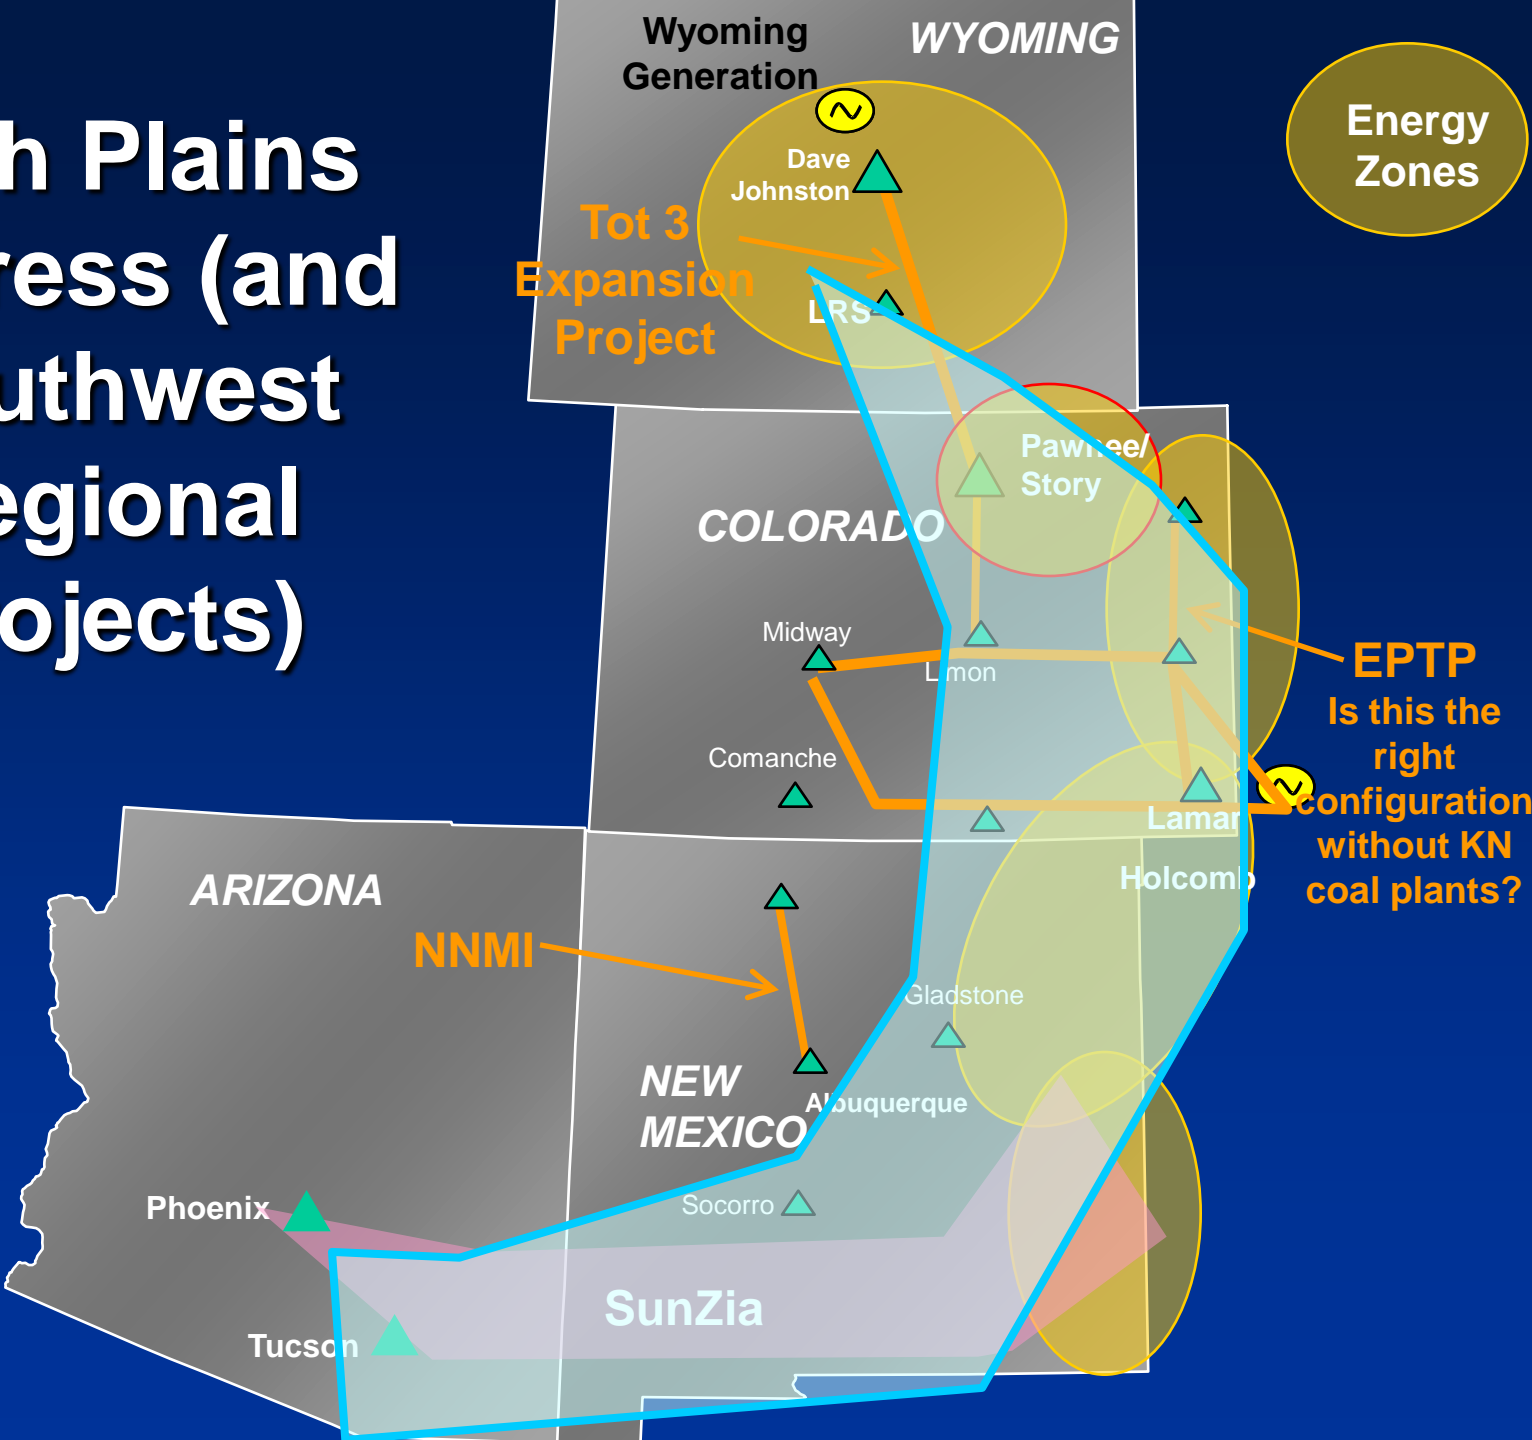 h Plains
ress (and
uthwest
egional
ojects)
Wyoming
Generation
WYOMING
Energy
Zones
Dave
Johnston
Tot 3
Expansion
Project
LRS
Pawnee/
Story
COLORADO
Midway
Limon
EPTP
Is this the
right
configuration
without KN
coal plants?
Comanche
Lamar
Holcomb
ARIZONA
NNMI
Gladstone
NEW
MEXICO
Albuquerque
Phoenix
Socorro
SunZia
Tucson